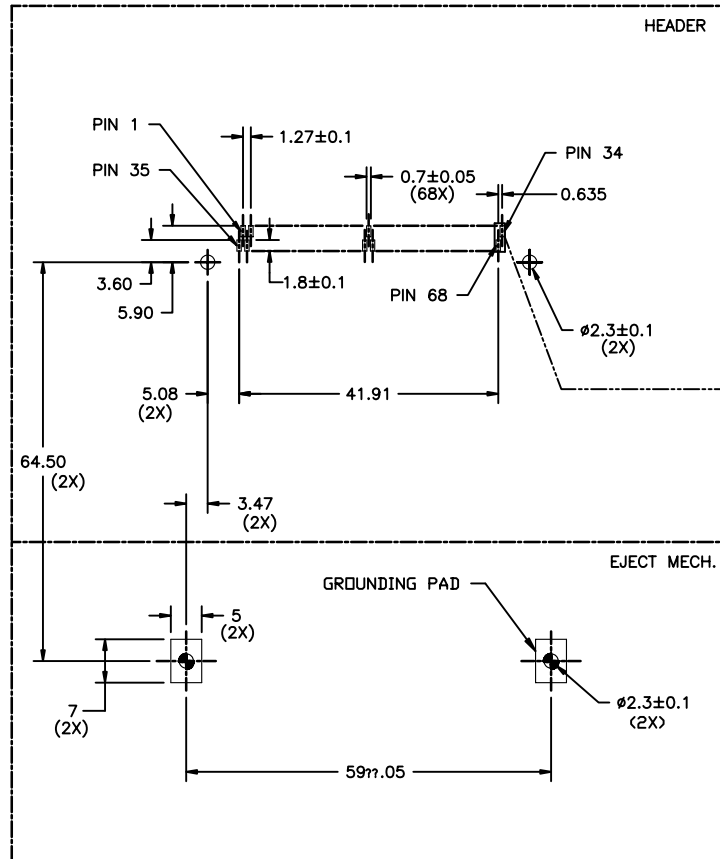 HEADER
PIN 1
1.27±0.1
PIN 34
PIN 35
0.7±0.05
(68X)
0.635
3.60
1.8±0.1
PIN 68
5.90
ø2.3±0.1
(2X)
5.08
(2X)
41.91
64.50
(2X)
3.47
(2X)
EJECT MECH.
GROUNDING PAD
5
(2X)
7
(2X)
ø2.3±0.1
(2X)
59??.05